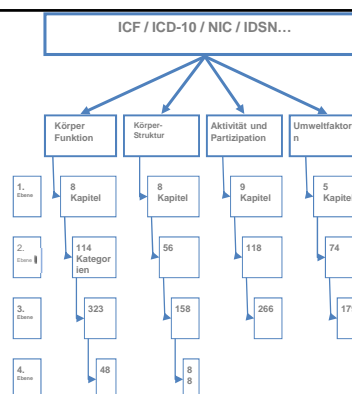 ICF / ICD-10 / NIC / IDSN…
Körper
Funktion
Körper-
Struktur
Aktivität und
Partizipation
Umweltfaktor
n
1.
Ebene
8
Kapitel
8
Kapitel
9
Kapitel
5
Kapitel
2.
Ebene
114
Kategor
ien
56
118
74
3.
Ebene
323
158
266
4.
Ebene
48
8
8